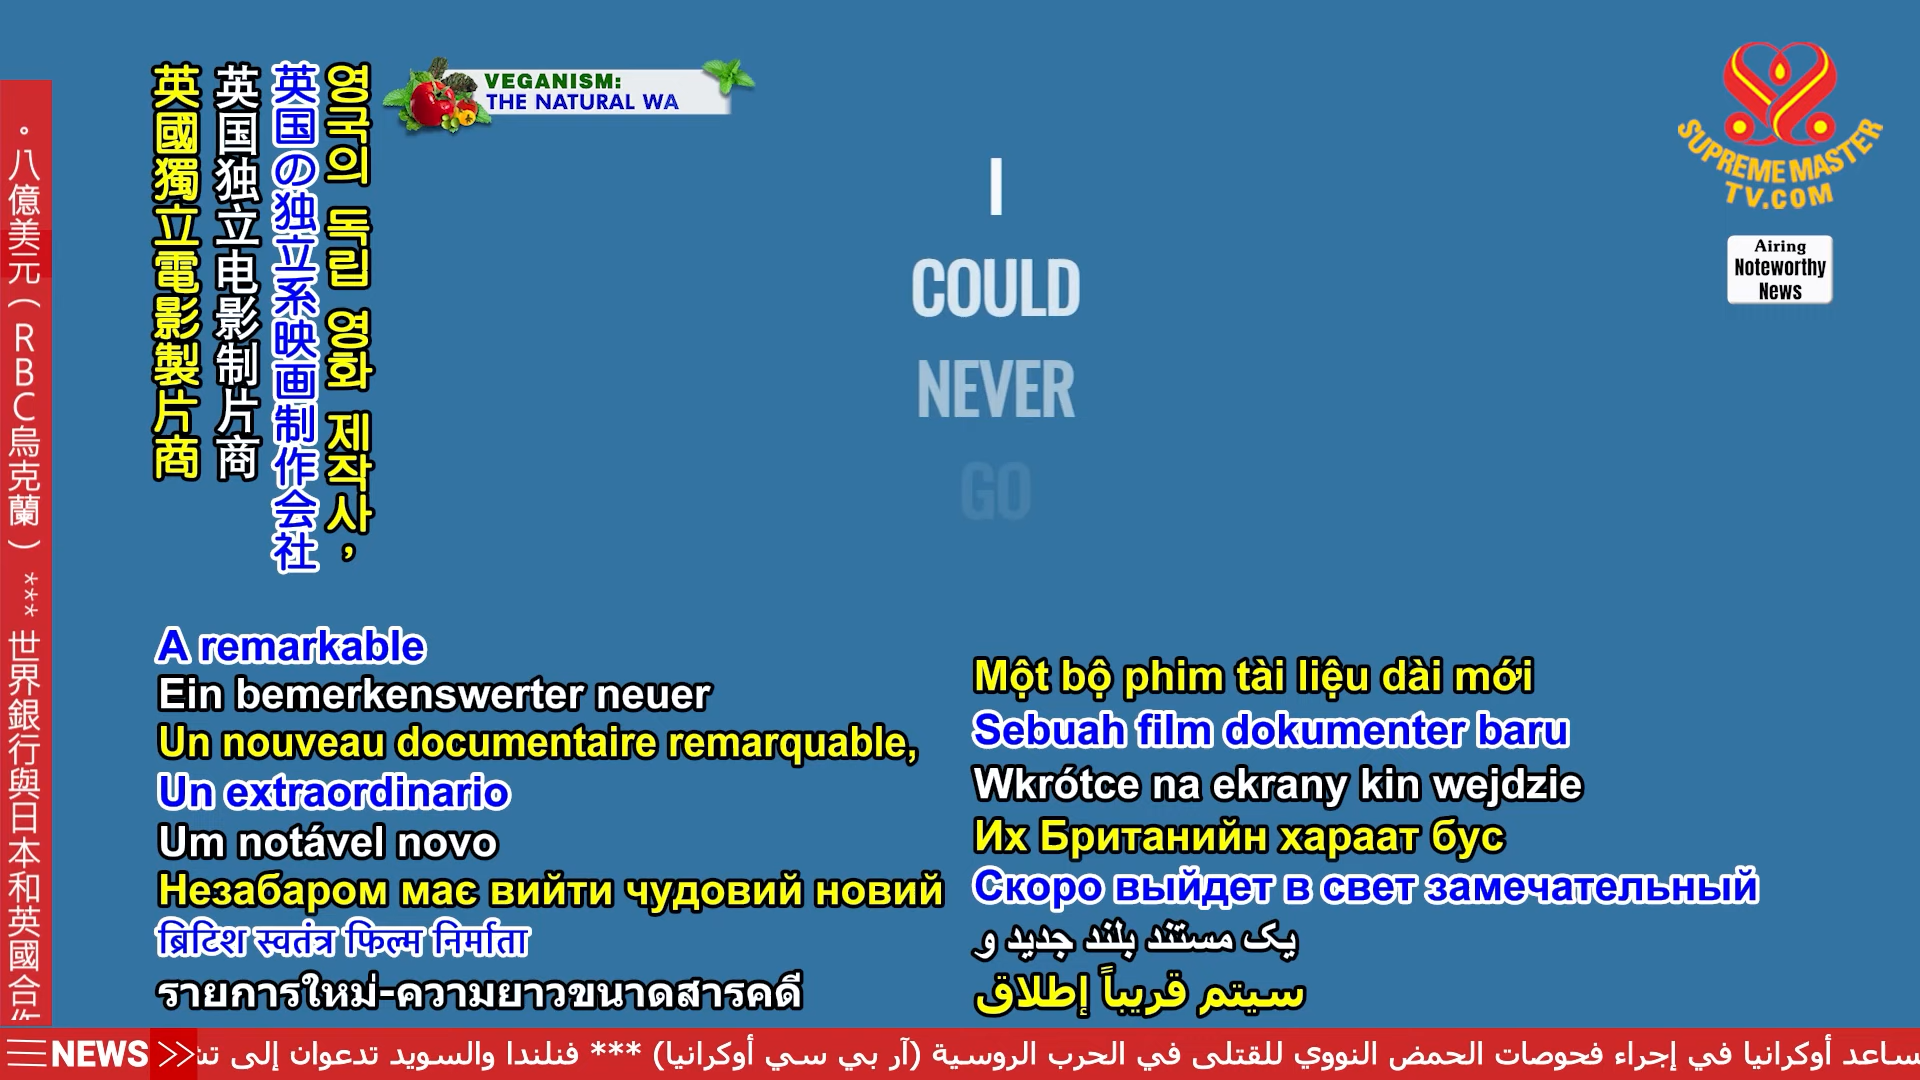 。八億美元（RBC烏克蘭）*** 世界銀行與日本和英國合作
英國獨立電影製片商
英国独立电影制片商
英国の独立系映画制作会社
영국의 독립 영화 제작사,
VEGANISM:
THE NATURAL WA
I
COULD
NEVER
GO
SUPREME MASTER
TV.COM
Airing
Noteworthy
News
A remarkable
Ein bemerkenswerter neuer
Un nouveau documentaire remarquable,
Un extraordinario
Um notável novo
Незабаром має вийти чудовий новий
ब्रिटिश स्वतंत्र फिल्म निर्माता
รายการใหม่-ความยาวขนาดสารคดี
Một bộ phim tài liệu dài mới
Sebuah film dokumenter baru
Wkrótce na ekrany kin wejdzie
Их Британийн хараат бус
Скоро выйдет в свет замечательный
یک مستند بلند جدید و
سيتم قريباً إطلاق
NEWS
ساعد أوكرانيا في إجراء فحوصات الحمض النووي للقتلى في الحرب الروسية (آر بي سي أوكرانيا) *** فنلندا والسويد تدعوان إلى